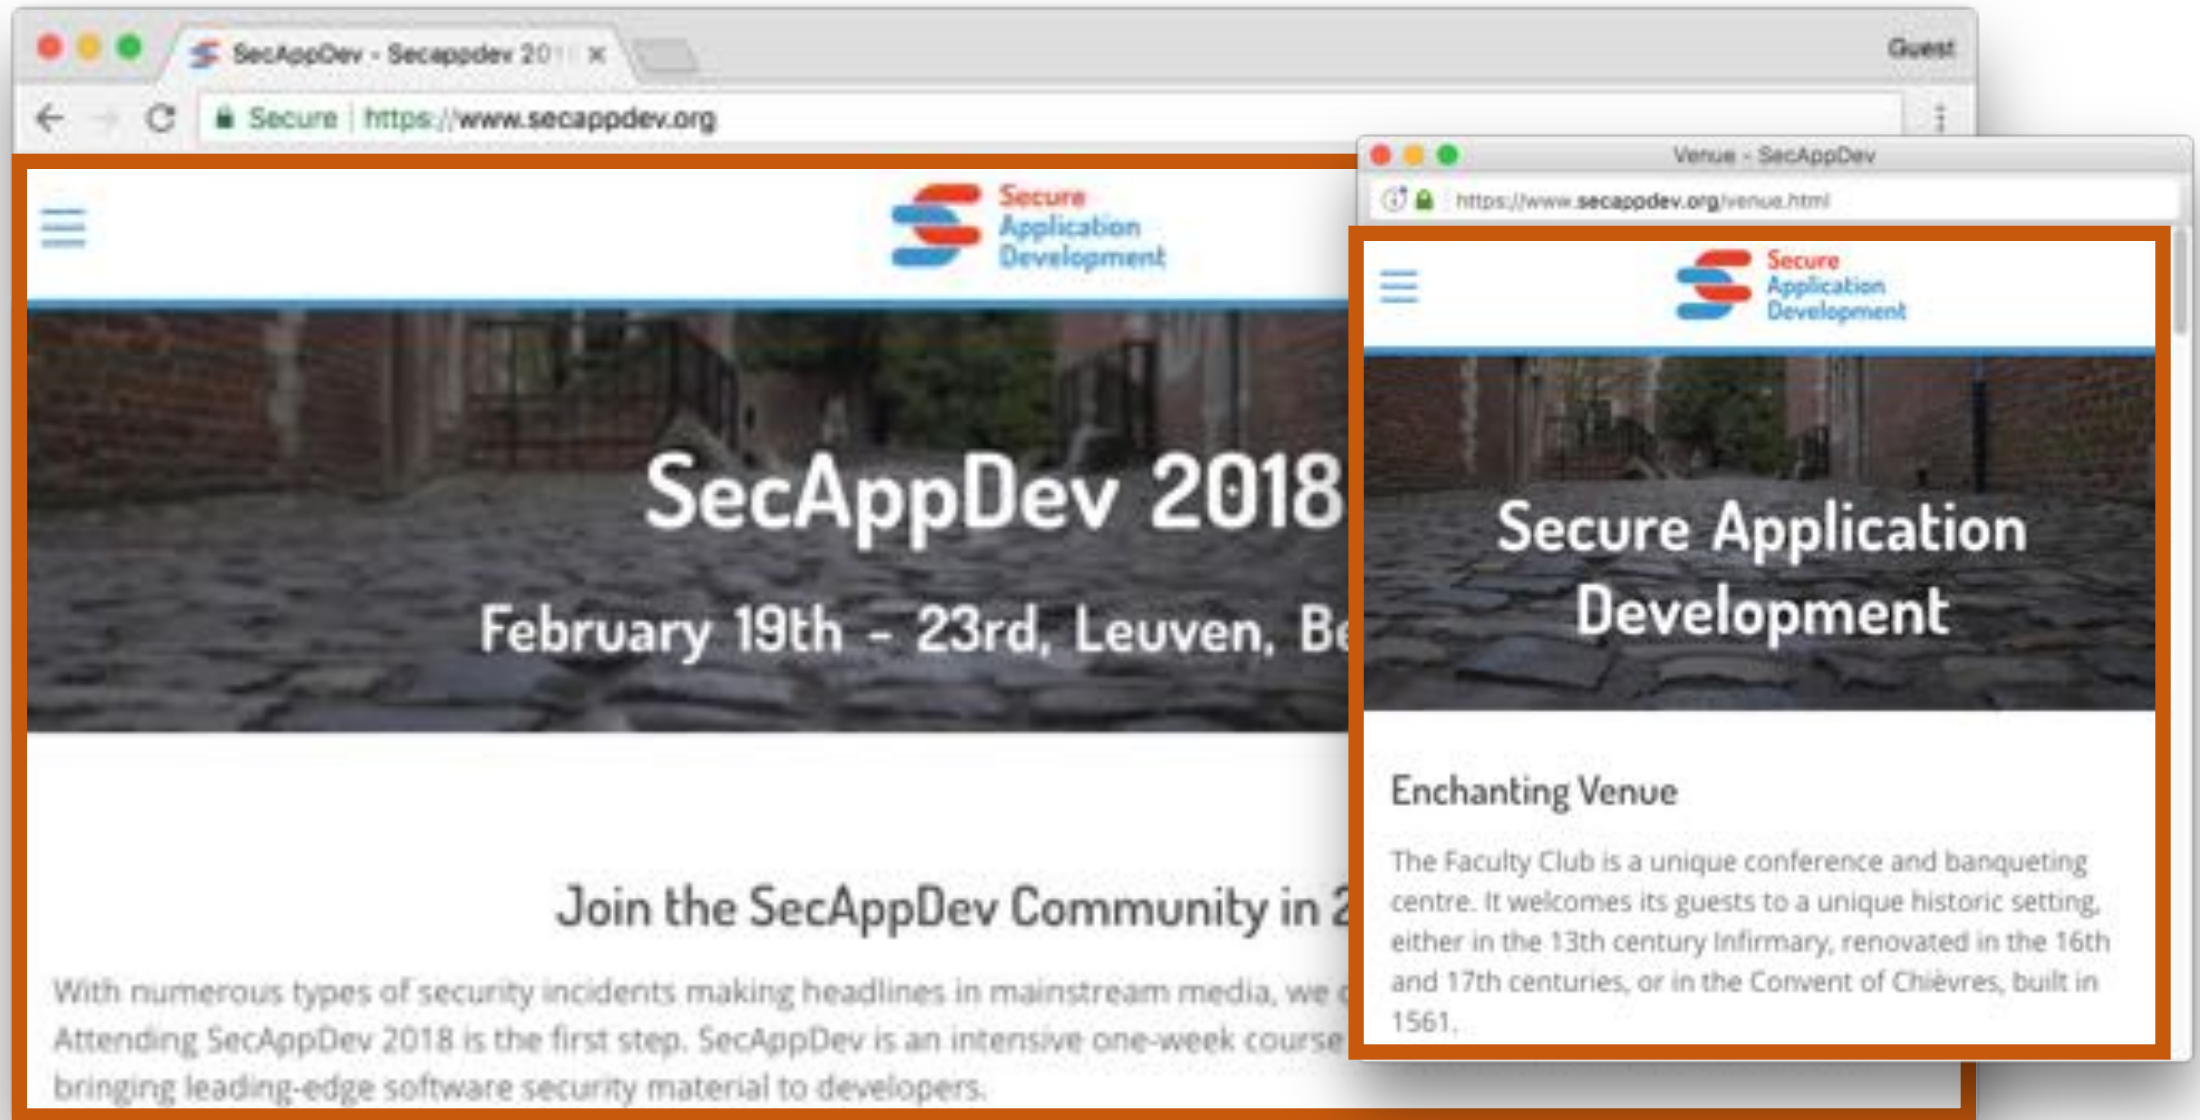 SecAppDev - Secappdev 201
Guest
Secure | https://www.secappdev.org
Secure
Application
Development
SecAppDev 2018
February 19th - 23rd, Leuven, Be
Join the SecAppDev Community in 2
With numerous types of security incidents making headlines in mainstream media, we
Attending SecAppDev 2018 is the first step. SecAppDev is an intensive one-week course
bringing leading-edge software security material to developers.
Venue - SecAppDev
https://www.secappdev.org/venue.html
Secure
Application
Development
Secure Application
Development
Enchanting Venue
The Faculty Club is a unique conference and banqueting
centre. It welcomes its guests to a unique historic setting,
either in the 13th century Infirmary, renovated in the 16th
and 17th centuries, or in the Convent of Chièvres, built in
1561.